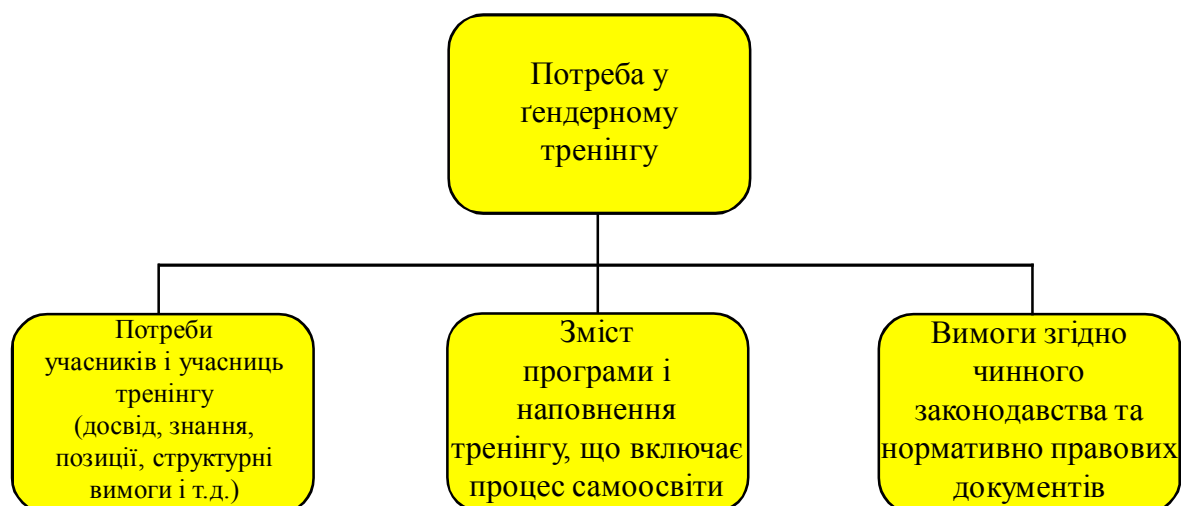 Потреба у
ґендерному
тренінгу
Потреби
учасників і учасниць
тренінгу
(досвід, знання,
позиції, структурні
вимоги і т.д.)
Зміст
програми і
наповнення
тренінгу, що включає
процес самоосвіти
Вимоги згідно
чинного
законодавства та
нормативно правових
документів